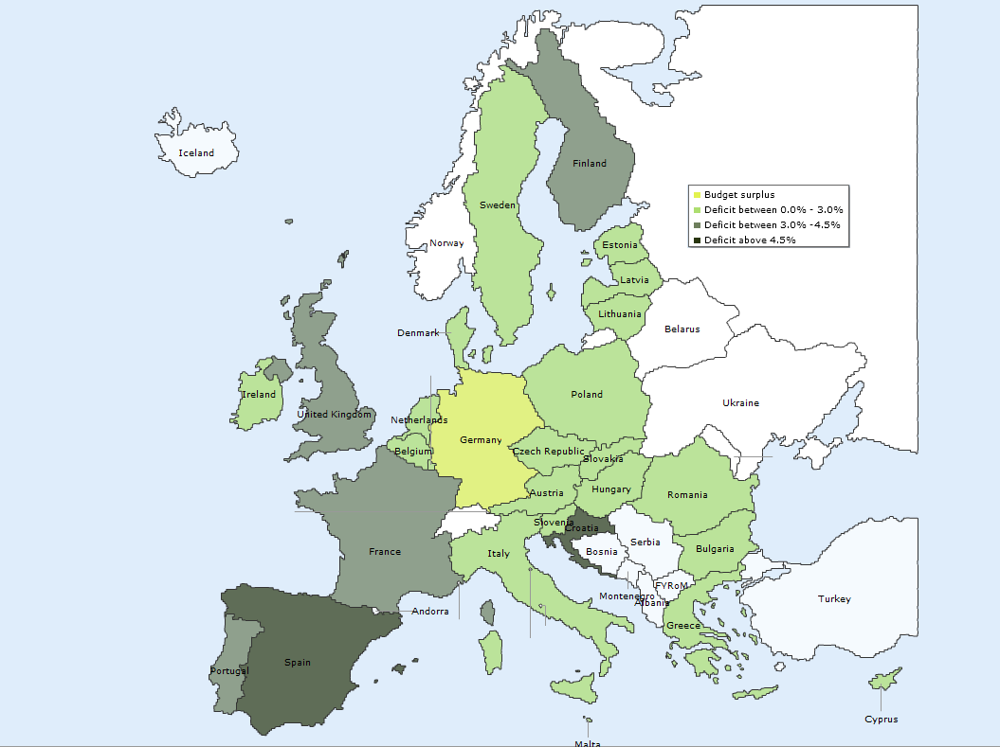 Iceland
Finland
Budget surplus
Deficit between 0.0% - 3.0%
Deficit between 3.0% -4.5%
Deficit above 4.5%
Sweden
Norway
Estonia
Latvia
Lithuania
Denmark
Belarus
Ireland
Poland
Ukraine
United Kingdom
Netherlands
Germany
Belgium
Czech Republic
Slovakia
Austria
Hungary
Romania
Slovenia
Croatia
France
Italy
Bosnia
Serbia
Bulgaria
FYRoM
Montenegro
Albania
Turkey
Andorra
Greece
Spain
Portugal
Cyprus
Malta